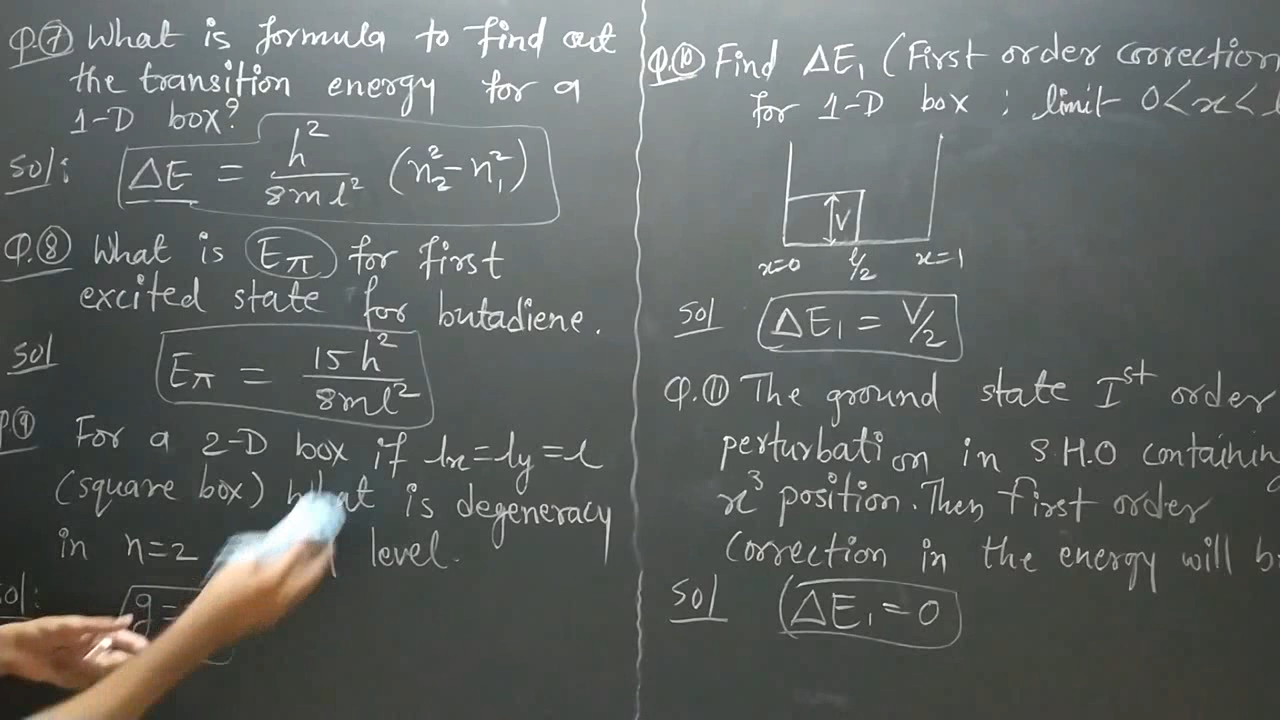 Q.⑦ What is formula to find out
the transition energy for a
1-D box?
Sol: ΔE = h²/8ml² (n₂² - n₁²)
Q.⑧ What is Eπ for first
excited state for butadiene.
Sol Eπ = 15h²/8ml²
Q.⑨ For a 2-D box if lx=ly=l
(square box) what is degeneracy
in n=2 level.
Sol: g=
Q.⑩ Find ΔE₁ (First order correction
for 1-D box ; limit 0<x<l
V
x=0 l/2 x=1
Sol ΔE₁ = V/2
Q.⑪ The ground state Iˢᵗ order
perturbation in S.H.O containing
x³ position. Then first order
correction in the energy will be
Sol ΔE₁ = 0